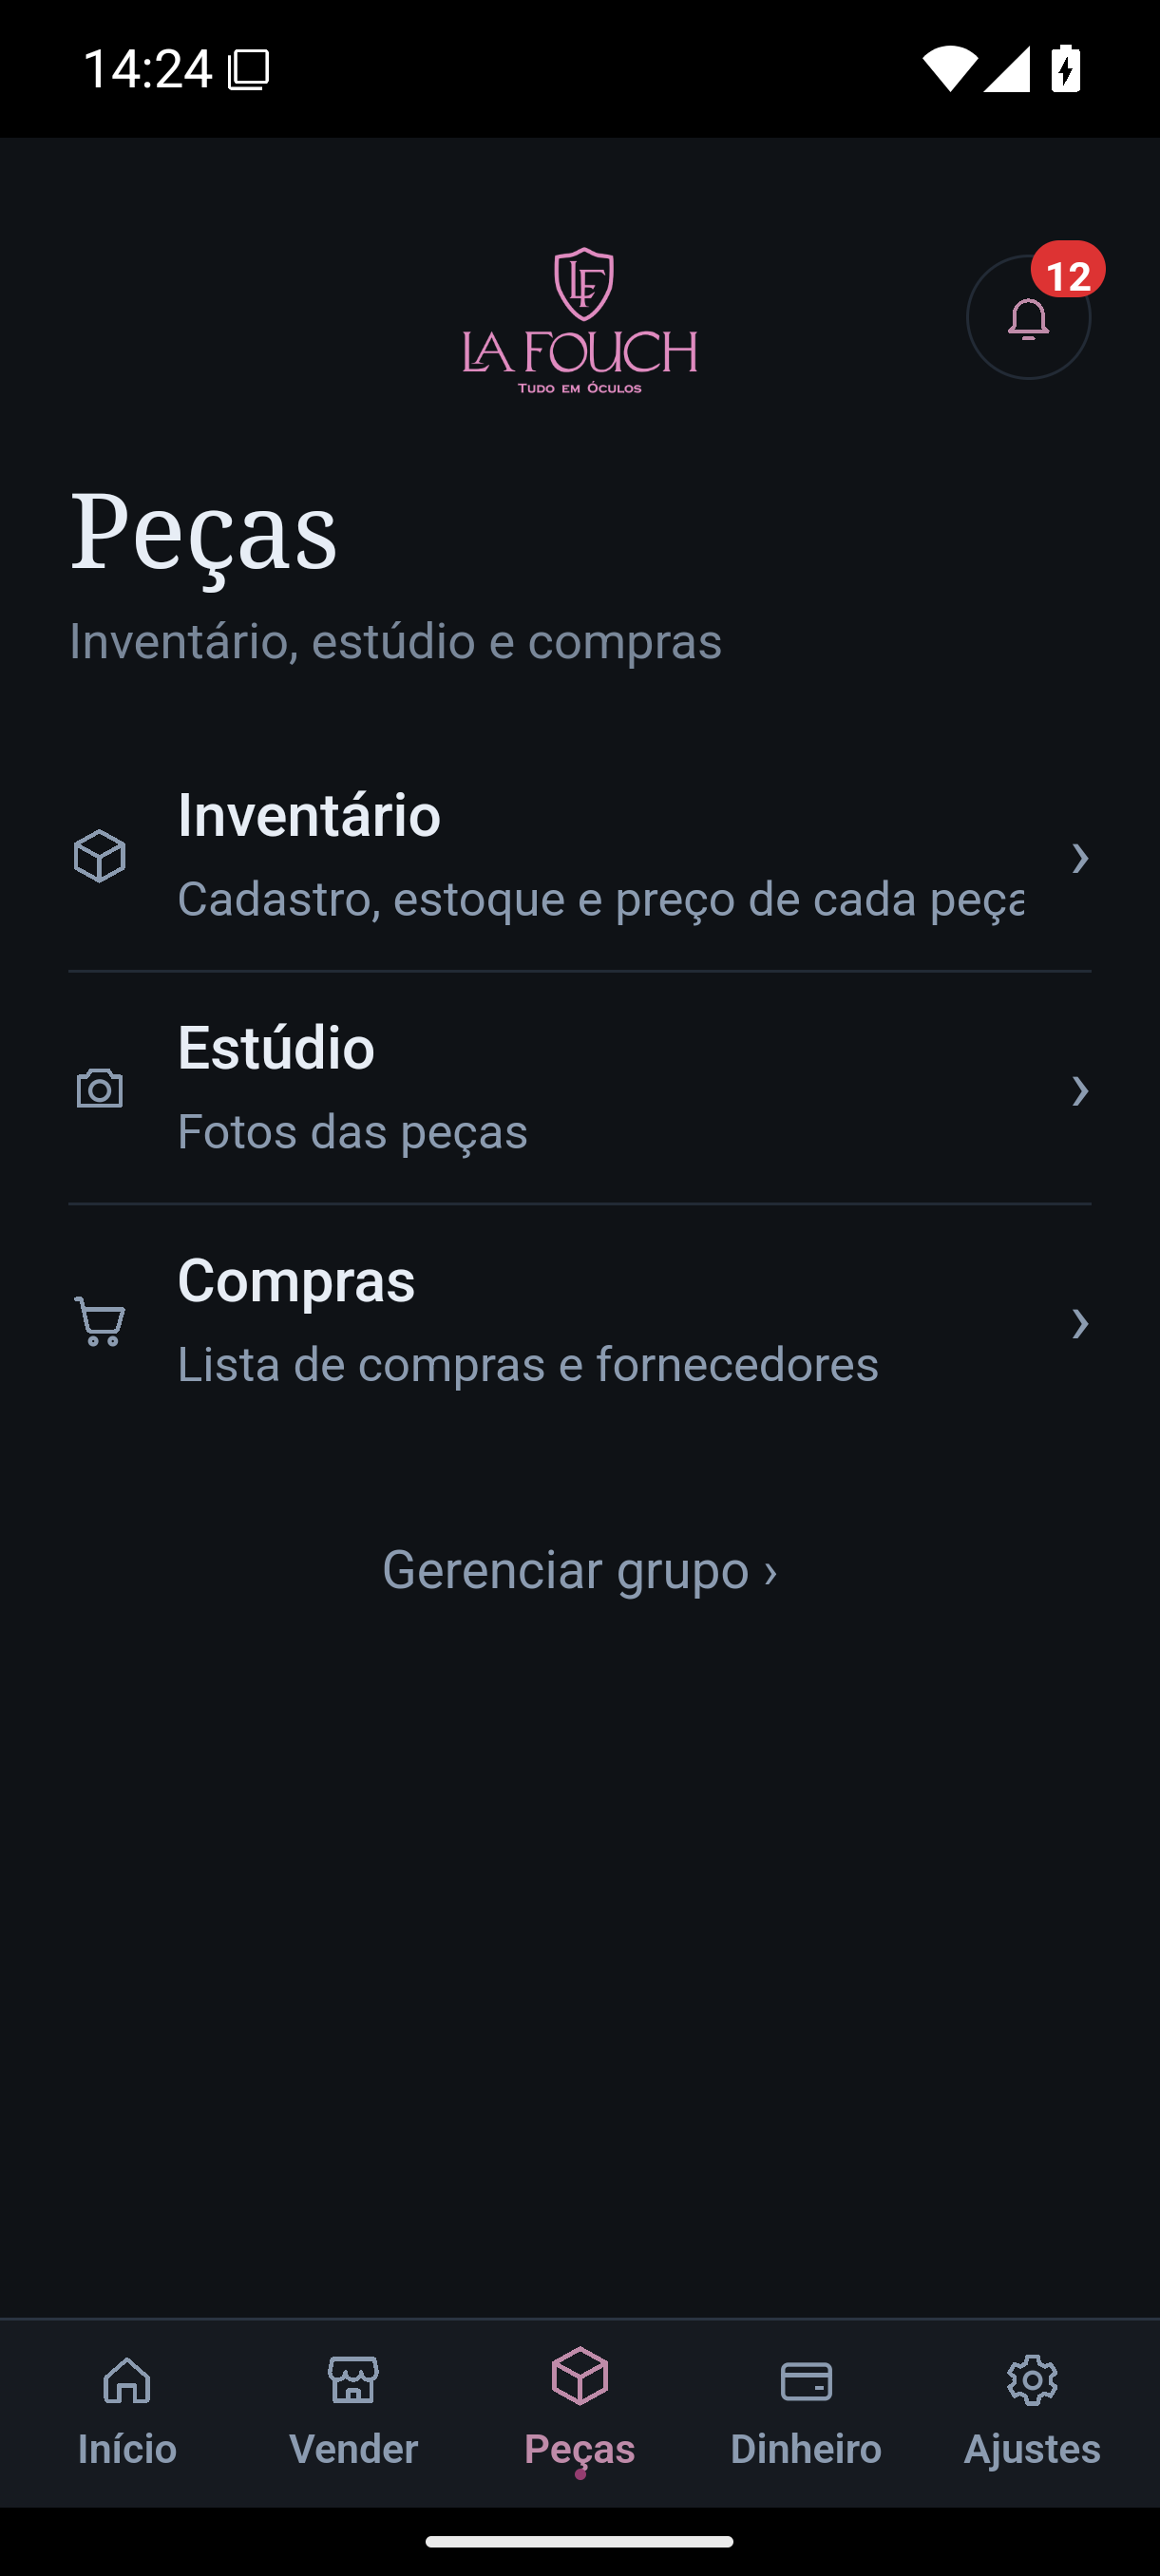 14:24
12
LF
LA FOUCH
TUDO EM ÓCULOS
Peças
Inventário, estúdio e compras
Inventário
Cadastro, estoque e preço de cada peça
Estúdio
Fotos das peças
Compras
Lista de compras e fornecedores
Gerenciar grupo ›
Início
Vender
Peças
Dinheiro
Ajustes